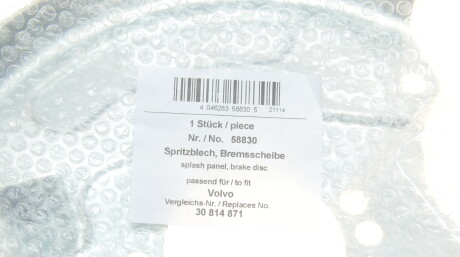 4 046283 58830 5 21114
1 Stück / piece
Nr. / No. 58830
Spritzblech, Bremsscheibe
splash panel, brake disc
passend für / to fit
Volvo
Vergleichs-Nr. / Replaces No.
30 814 871